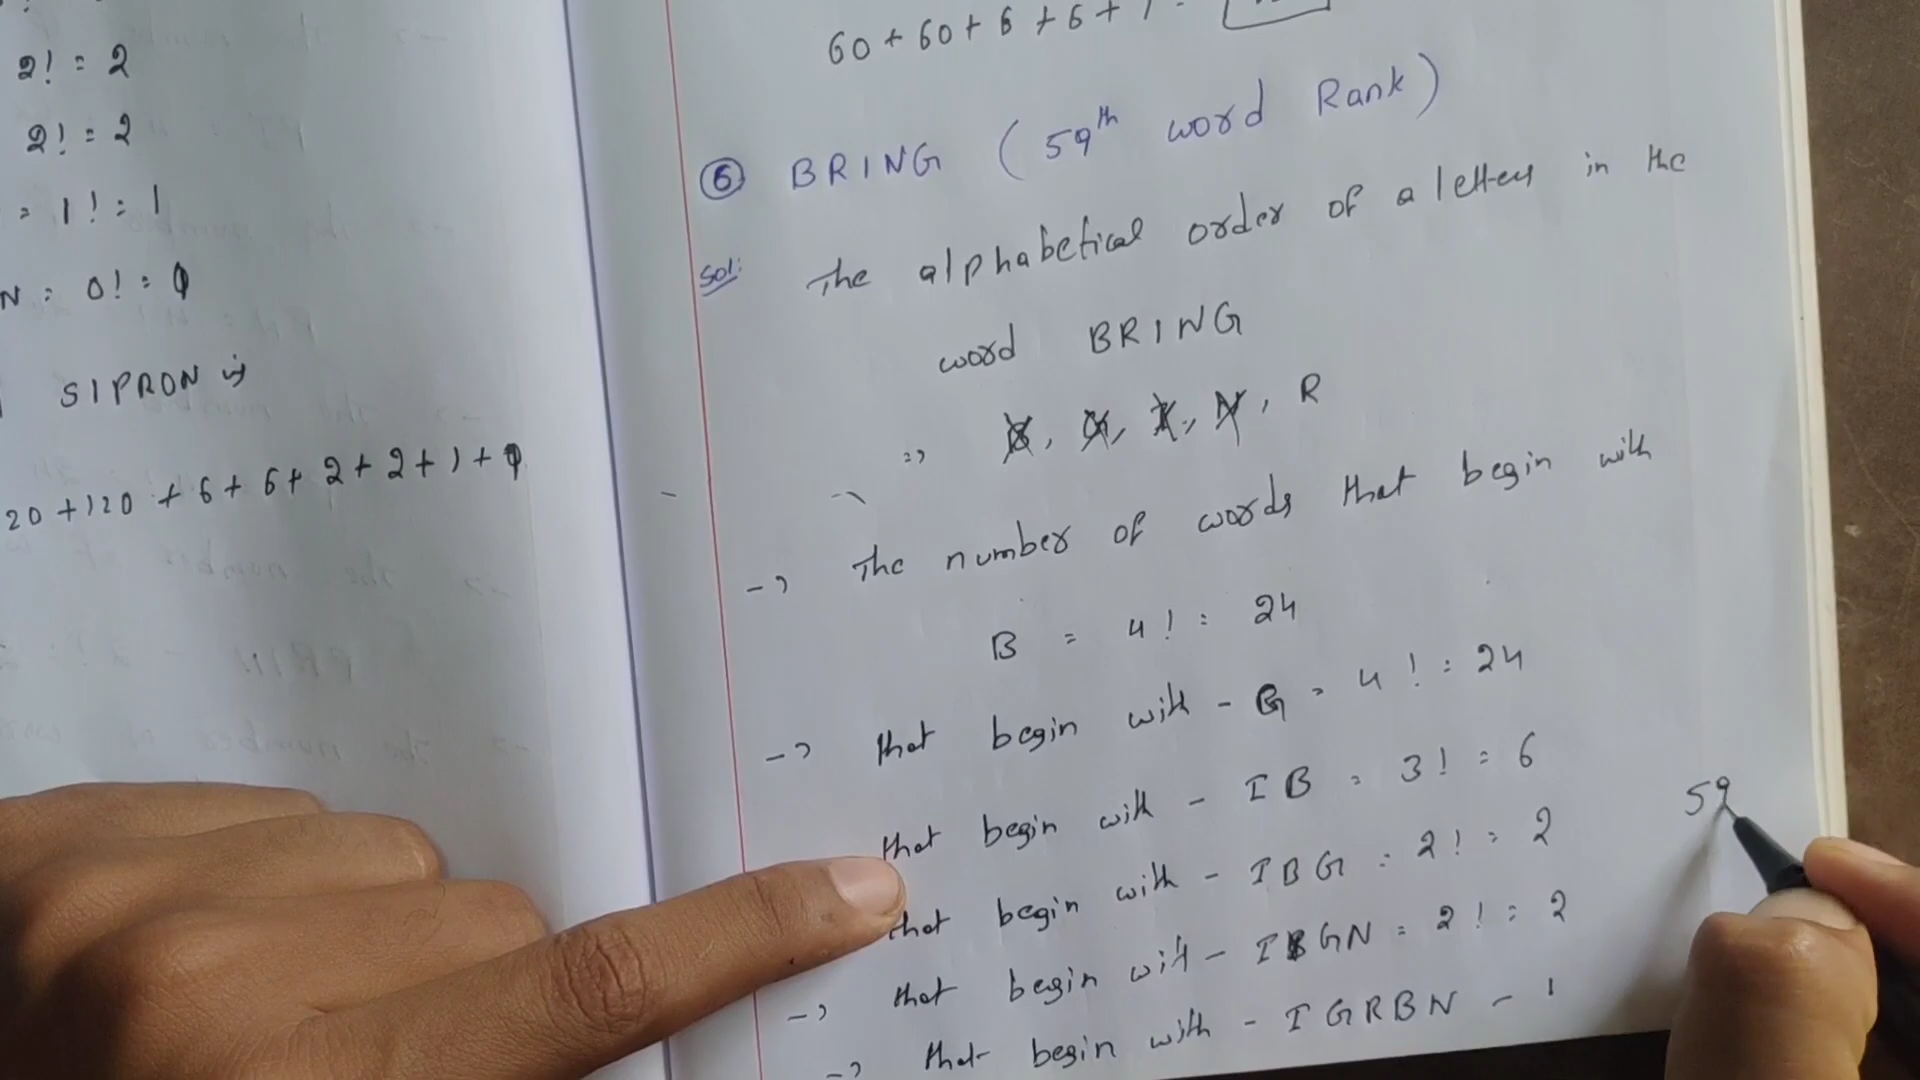 2! = 2
2! = 2
= 1! = 1
N = 0! = 0
SIPRON is
20 + 120 + 6 + 6 + 2 + 2 + 1 + 0
60 + 60 + 6 + 6 + 1
⑥ BRING (59th word Rank)
Sol: The alphabetical order of a letters in the
word BRING
=> B, G, I, N, R
-> The number of words that begin with
B = 4! = 24
-> that begin with - G = 4! = 24
that begin with - IB = 3! = 6
that begin with - IBG = 2! = 2
-> that begin with - IBGN = 2! = 2
-> that begin with - IGRBN - 1
59